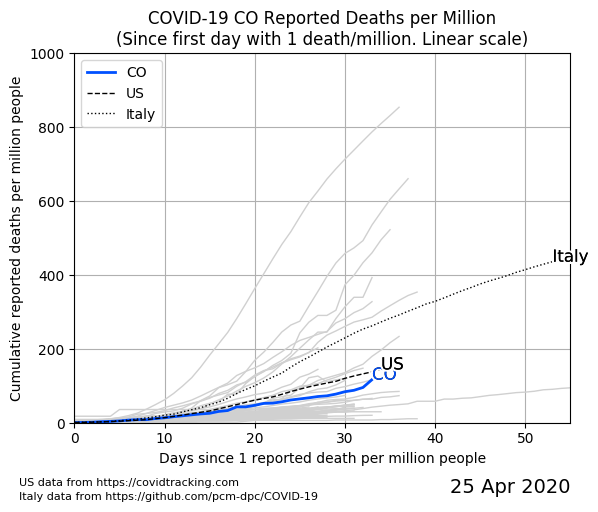 COVID-19 CO Reported Deaths per Million
(Since first day with 1 death/million. Linear scale)
Cumulative reported deaths per million people
1000
800
600
400
200
0
CO
US
Italy
Italy
US
CO
0 10 20 30 40 50
Days since 1 reported death per million people
US data from https://covidtracking.com
Italy data from https://github.com/pcm-dpc/COVID-19
25 Apr 2020